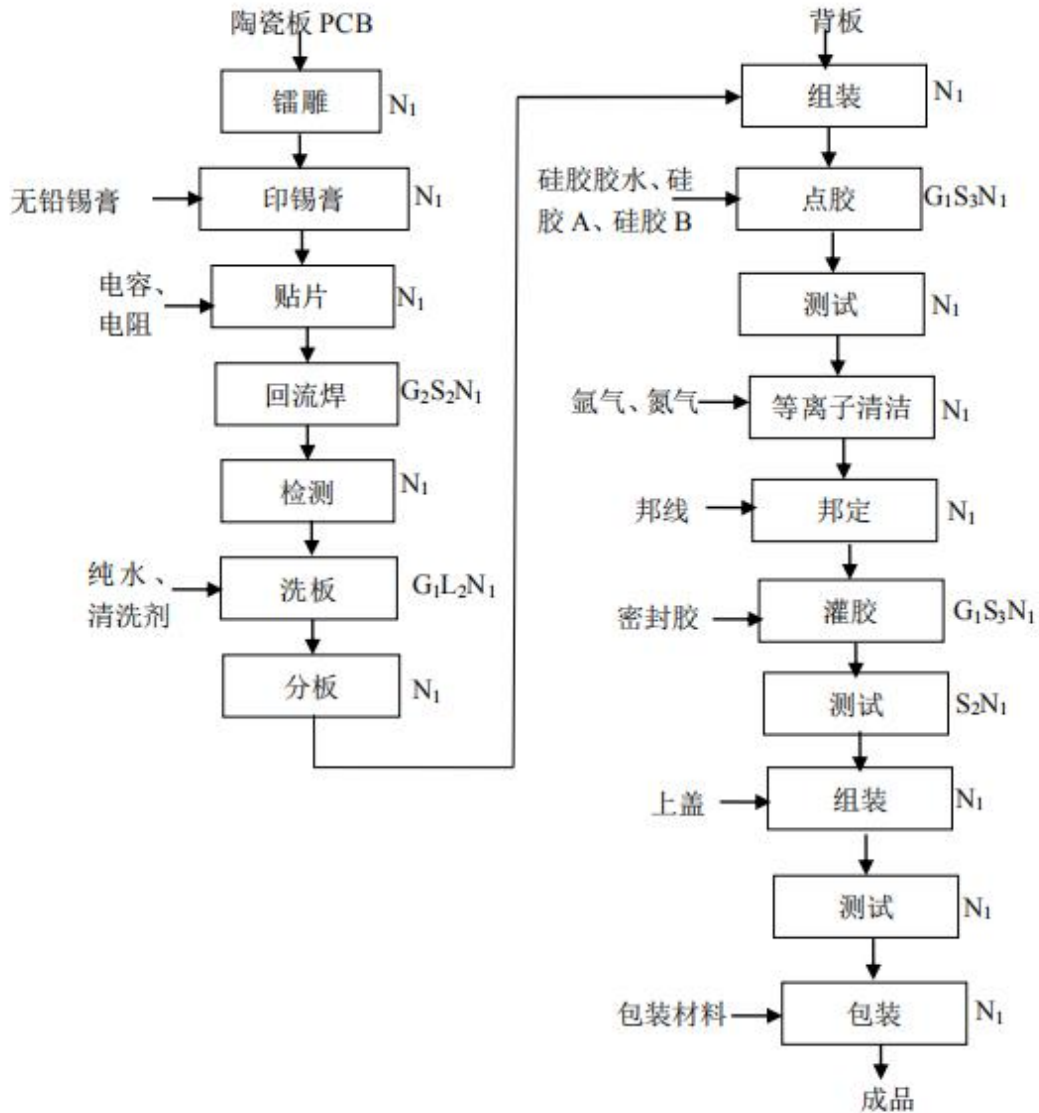 陶瓷板 PCB
镭雕
N₁
无铅锡膏
印锡膏
N₁
电容、
电阻
贴片
N₁
回流焊
G₂S₂N₁
检测
N₁
纯水、
清洗剂
洗板
G₁L₂N₁
分板
N₁
背板
组装
N₁
硅胶胶水、硅
胶 A、硅胶 B
点胶
G₁S₃N₁
测试
N₁
氩气、氮气
等离子清洁
N₁
邦线
邦定
N₁
密封胶
灌胶
G₁S₃N₁
测试
S₂N₁
上盖
组装
N₁
测试
N₁
包装材料
包装
N₁
成品